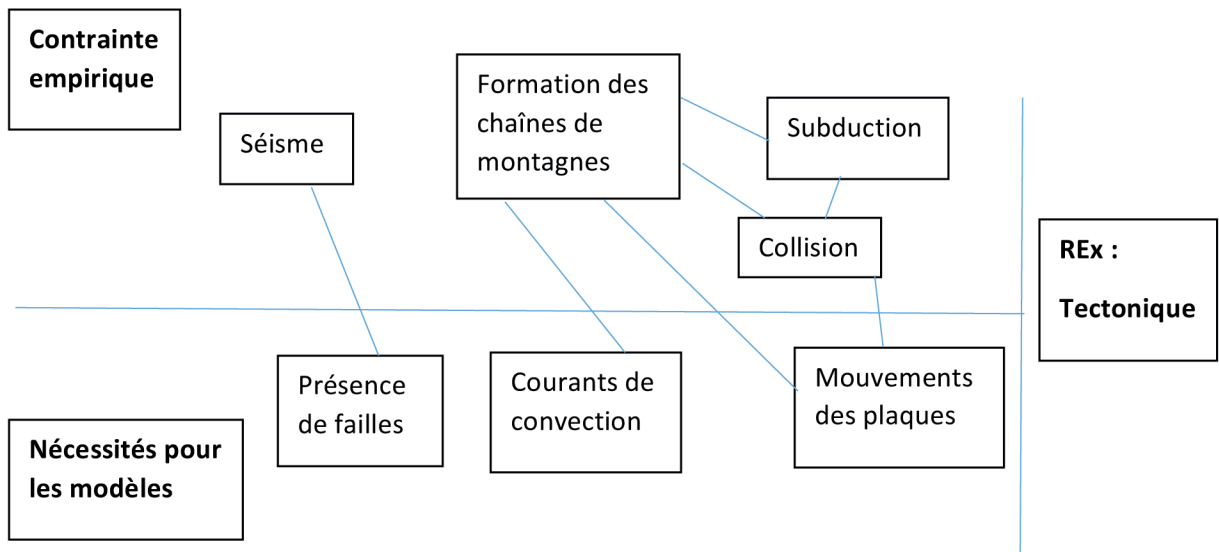 Contrainte
empirique
Séisme
Formation des
chaînes de
montagnes
Subduction
Collision
REx :
Tectonique
Présence
de failles
Courants de
convection
Mouvements
des plaques
Nécessités pour
les modèles